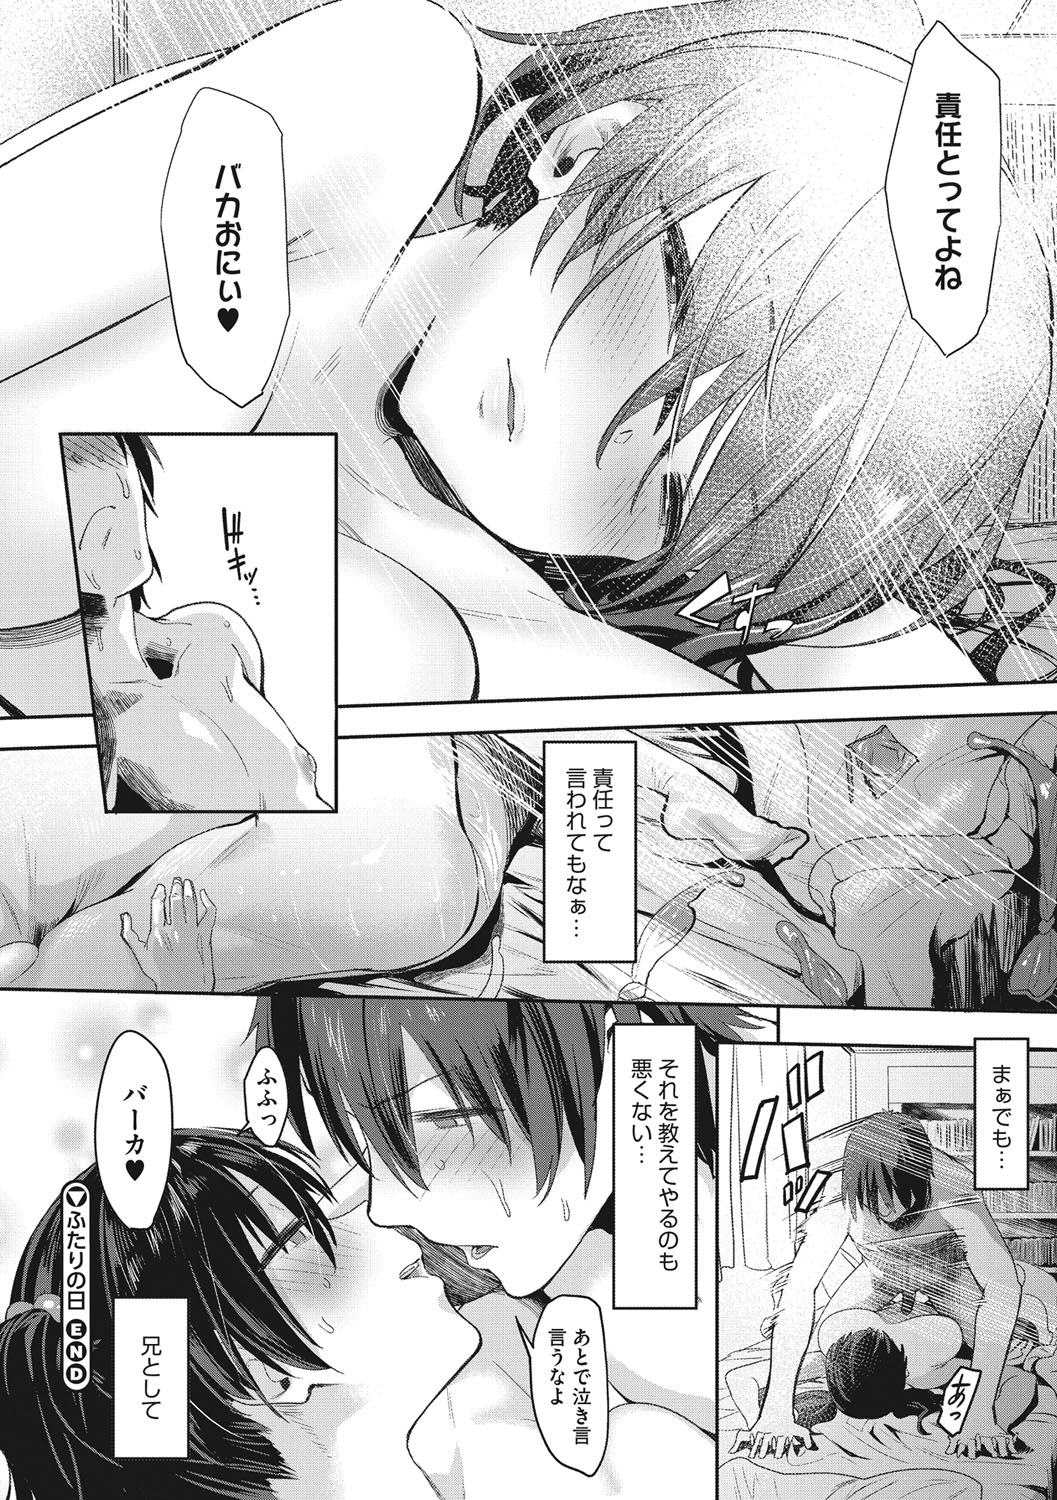 責任とってよね
バカおにい♥
ドキッ…
責任って
言われてもなぁ…
まぁでも…
あっ
それを教えてやるのも
悪くない…
あとで泣き言
言うなよ
ふふっ
バーカ♥
兄として
ふたりの日 END